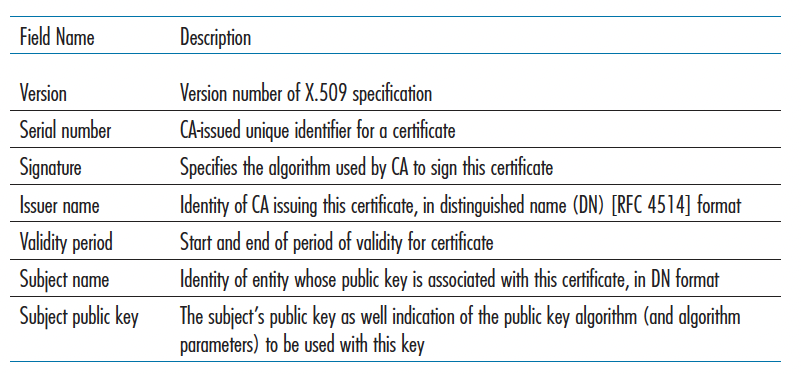 Field Name Description
Version Version number of X.509 specification
Serial number CA-issued unique identifier for a certificate
Signature Specifies the algorithm used by CA to sign this certificate
Issuer name Identity of CA issuing this certificate, in distinguished name (DN) [RFC 4514] format
Validity period Start and end of period of validity for certificate
Subject name Identity of entity whose public key is associated with this certificate, in DN format
Subject public key The subject’s public key as well indication of the public key algorithm (and algorithm
parameters) to be used with this key